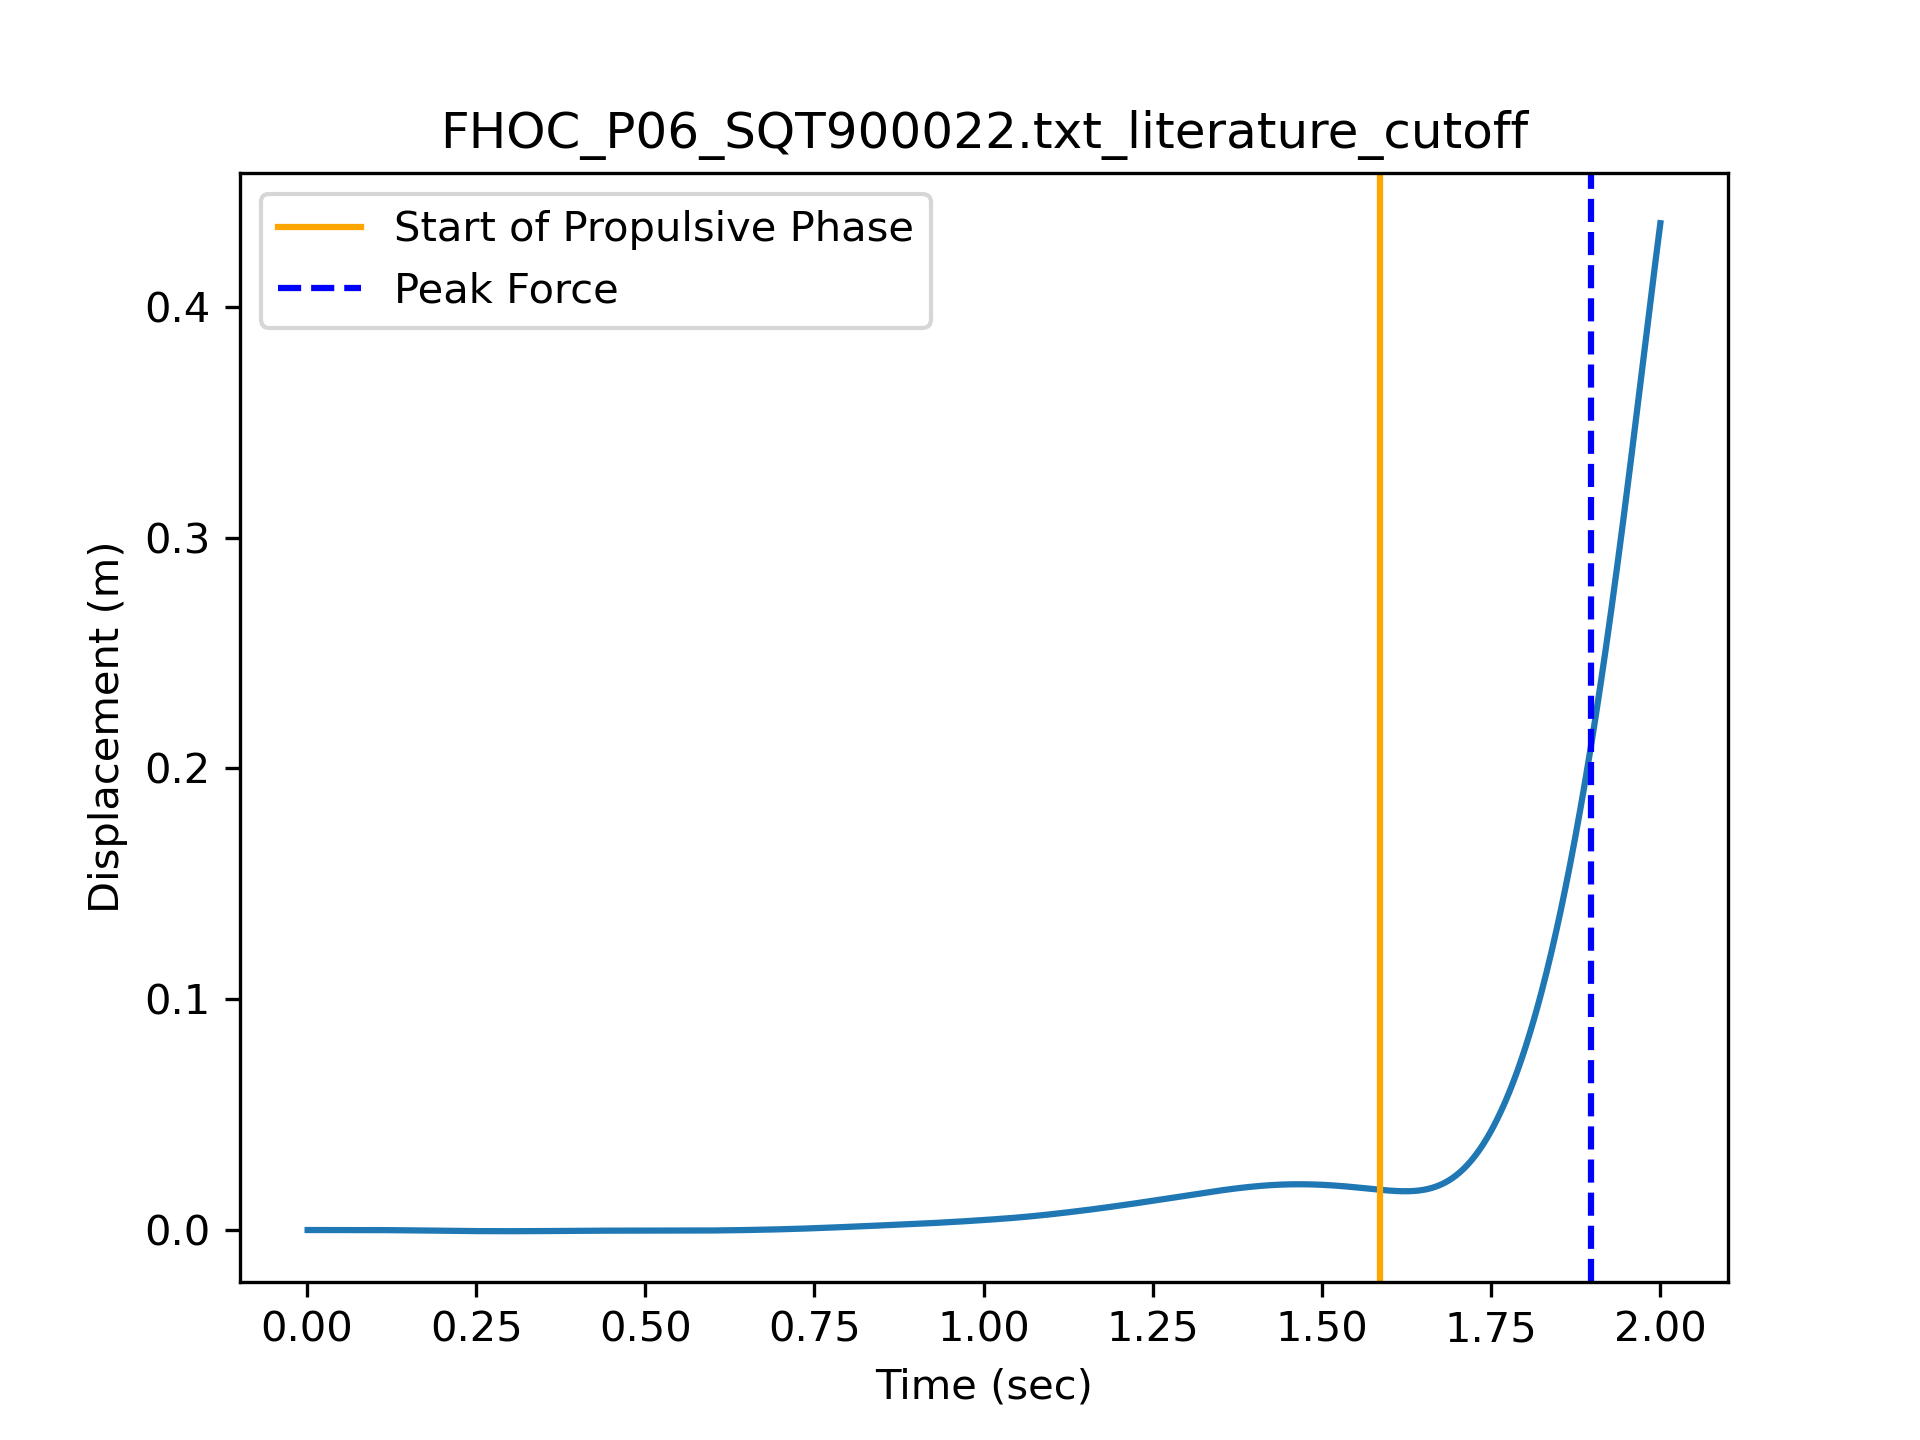 FHOC_P06_SQT900022.txt_literature_cutoff
Start of Propulsive Phase
Peak Force
Displacement (m)
0.4
0.3
0.2
0.1
0.0
0.00 0.25 0.50 0.75 1.00 1.25 1.50 1.75 2.00
Time (sec)